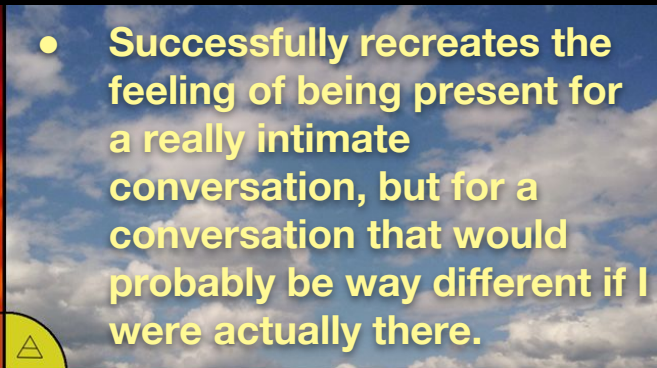 ● Successfully recreates the
feeling of being present for
a really intimate
conversation, but for a
conversation that would
probably be way different if I
were actually there.